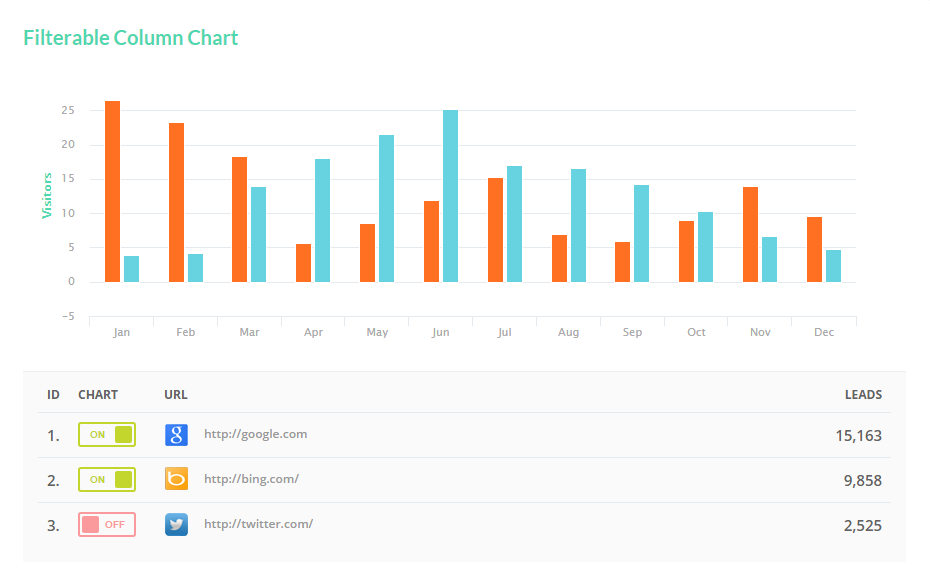 Filterable Column Chart
25
20
15
10
5
0
−5
Visitors
Jan Feb Mar Apr May Jun Jul Aug Sep Oct Nov Dec
ID CHART URL LEADS
1. ON g http://google.com 15,163
2. ON b http://bing.com/ 9,858
3. OFF http://twitter.com/ 2,525